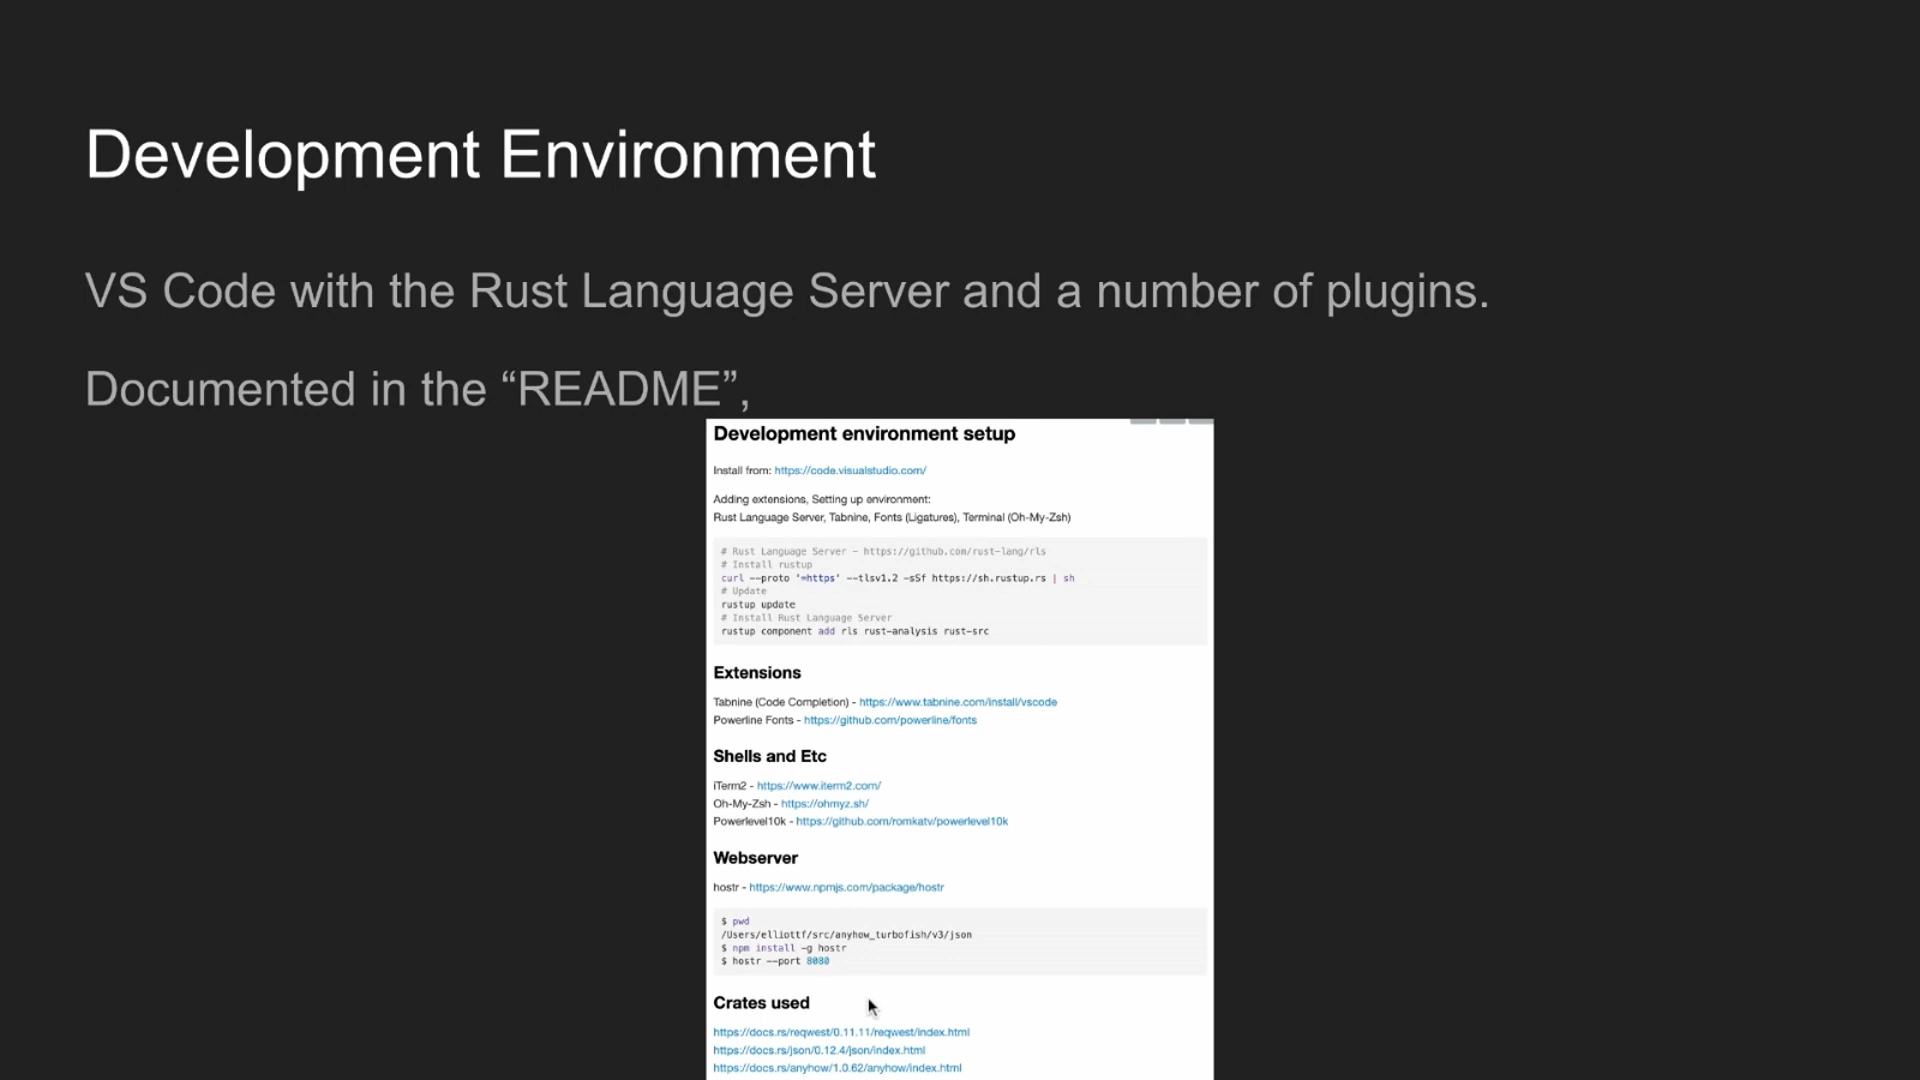 Development Environment
VS Code with the Rust Language Server and a number of plugins.
Documented in the “README”,
Development environment setup
Install from: https://code.visualstudio.com/
Adding extensions, Setting up environment:
Rust Language Server, Tabnine, Fonts (Ligatures), Terminal (Oh-My-Zsh)
# Rust Language Server - https://github.com/rust-lang/rls
# Install rustup
curl --proto '=https' --tlsv1.2 -sSf https://sh.rustup.rs | sh
# Update
rustup update
# Install Rust Language Server
rustup component add rls rust-analysis rust-src
Extensions
Tabnine (Code Completion) - https://www.tabnine.com/install/vscode
Powerline Fonts - https://github.com/powerline/fonts
Shells and Etc
iTerm2 - https://www.iterm2.com/
Oh-My-Zsh - https://ohmyz.sh/
Powerlevel10k - https://github.com/romkatv/powerlevel10k
Webserver
hostr - https://www.npmjs.com/package/hostr
$ pwd
/Users/elliottf/src/anyhow_turbofish/v3/json
$ npm install -g hostr
$ hostr --port 8080
Crates used
https://docs.rs/reqwest/0.11.11/reqwest/index.html
https://docs.rs/json/0.12.4/json/index.html
https://docs.rs/anyhow/1.0.62/anyhow/index.html